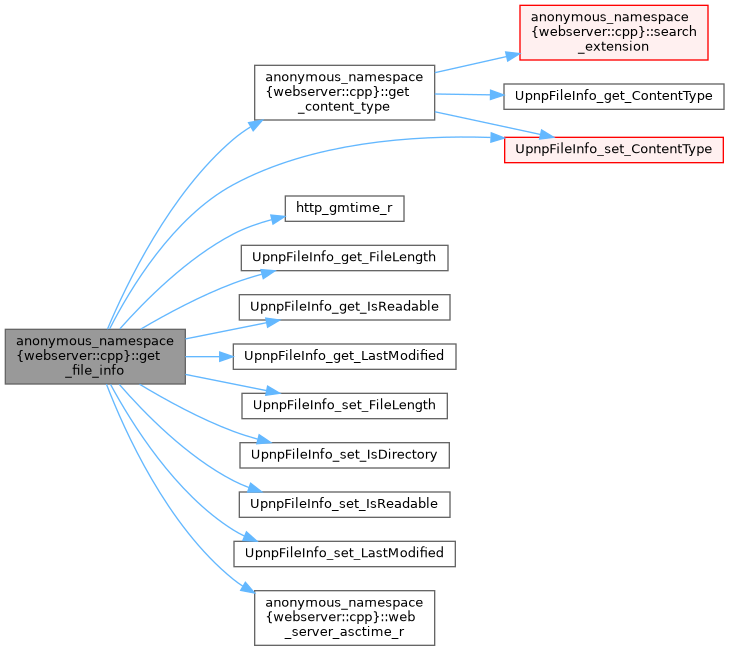 anonymous_namespace
{webserver::cpp}::search
_extension
anonymous_namespace
{webserver::cpp}::get
_content_type
UpnpFileInfo_get_ContentType
UpnpFileInfo_set_ContentType
http_gmtime_r
UpnpFileInfo_get_FileLength
UpnpFileInfo_get_IsReadable
anonymous_namespace
{webserver::cpp}::get
_file_info
UpnpFileInfo_get_LastModified
UpnpFileInfo_set_FileLength
UpnpFileInfo_set_IsDirectory
UpnpFileInfo_set_IsReadable
UpnpFileInfo_set_LastModified
anonymous_namespace
{webserver::cpp}::web
_server_asctime_r